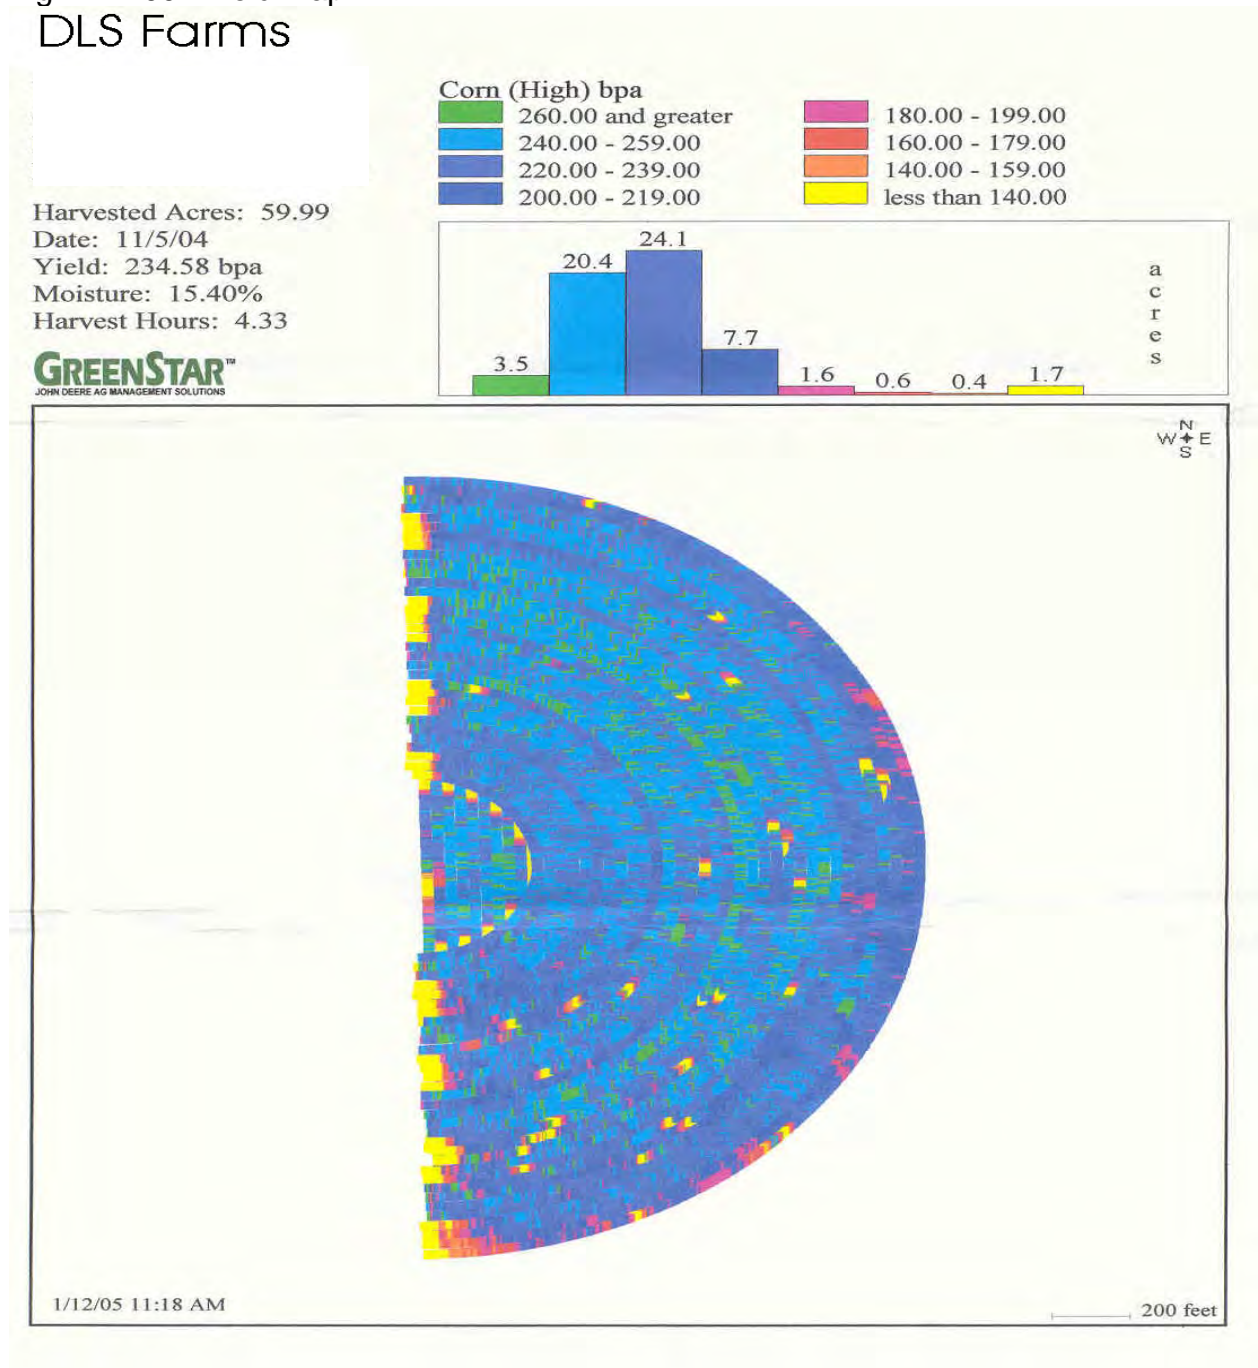 DLS Farms
Corn (High) bpa
260.00 and greater
240.00 - 259.00
220.00 - 239.00
200.00 - 219.00
180.00 - 199.00
160.00 - 179.00
140.00 - 159.00
less than 140.00
Harvested Acres: 59.99
Date: 11/5/04
Yield: 234.58 bpa
Moisture: 15.40%
Harvest Hours: 4.33
GREENSTAR™
JOHN DEERE AG MANAGEMENT SOLUTIONS
3.5
20.4
24.1
7.7
1.6
0.6
0.4
1.7
acres
N
W E
S
1/12/05 11:18 AM
200 feet